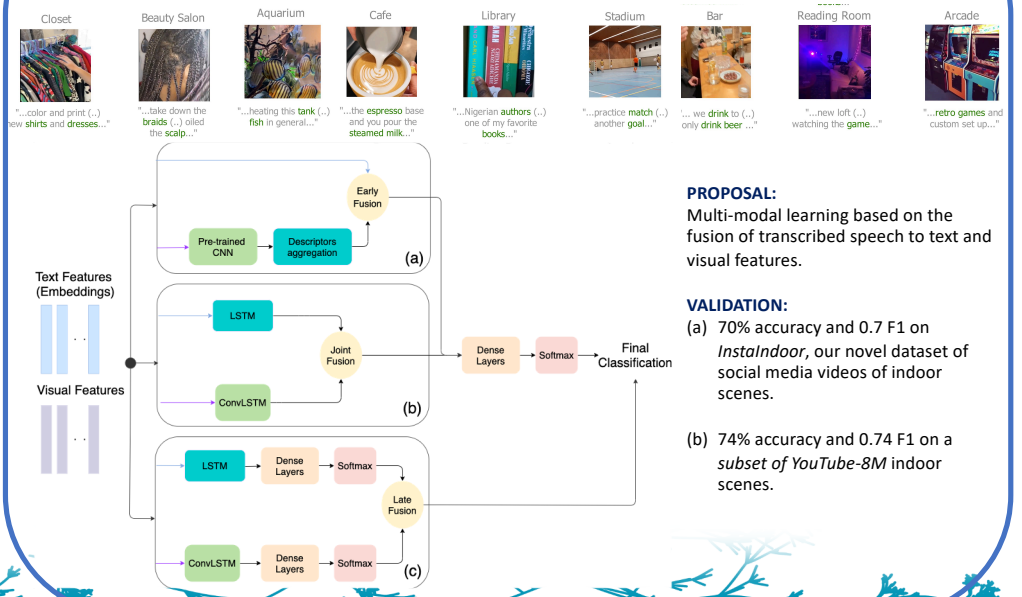 Closet
Beauty Salon
Aquarium
Cafe
Library
Stadium
Bar
Reading Room
Arcade
"...color and print (..)
new shirts and dresses..."
"...take down the
braids (..) oiled
the scalp..."
"...heating this tank (..)
fish in general..."
"...the espresso base
and you pour the
steamed milk..."
"...Nigerian authors (..)
one of my favorite
books..."
"...practice match (..)
another goal..."
"... we drink to (..)
only drink beer ..."
"...new loft (..)
watching the game..."
"...retro games and
custom set up..."
Early
Fusion
Pre-trained
CNN
Descriptors
aggregation
(a)
Text Features
(Embeddings)
. .
Visual Features
. .
LSTM
Joint
Fusion
ConvLSTM
(b)
Dense
Layers
Softmax
Final
Classification
LSTM
Dense
Layers
Softmax
Late
Fusion
ConvLSTM
Dense
Layers
Softmax
(c)
PROPOSAL:
Multi-modal learning based on the
fusion of transcribed speech to text and
visual features.
VALIDATION:
(a) 70% accuracy and 0.7 F1 on
InstaIndoor, our novel dataset of
social media videos of indoor
scenes.
(b) 74% accuracy and 0.74 F1 on a
subset of YouTube-8M indoor
scenes.